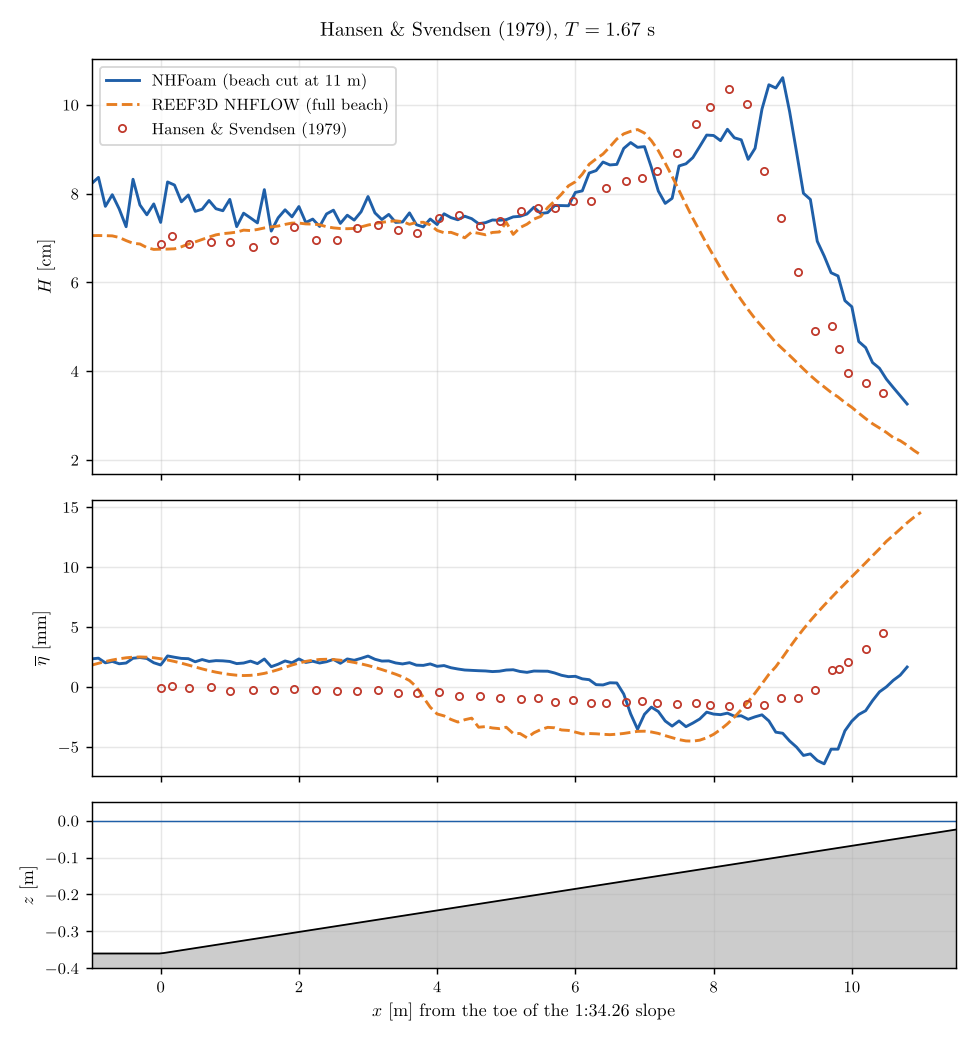 Hansen & Svendsen (1979), T = 1.67 s
NHFoam (beach cut at 11 m)
REEF3D NHFLOW (full beach)
Hansen & Svendsen (1979)
10
8
6
4
2
H [cm]
15
10
5
0
−5
η̅ [mm]
0.0
−0.1
−0.2
−0.3
−0.4
z [m]
0 2 4 6 8 10
x [m] from the toe of the 1:34.26 slope